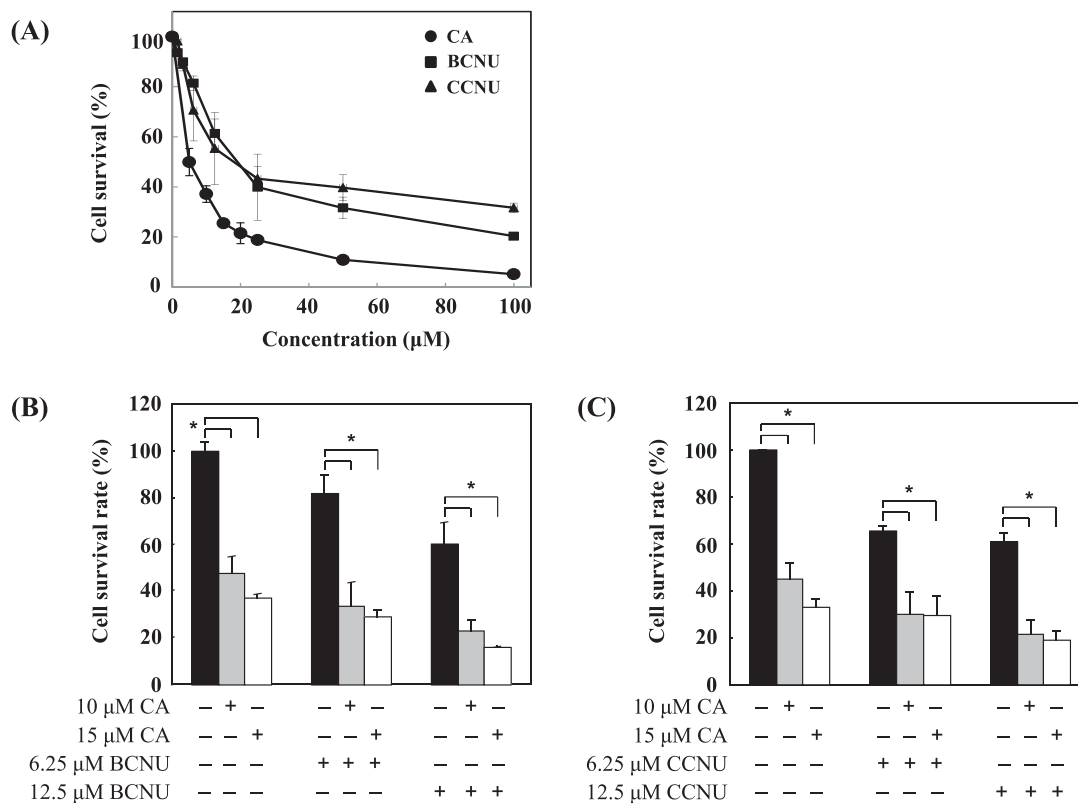 (A)
100
80
60
40
20
0
Cell survival (%)
CA
BCNU
CCNU
0 20 40 60 80 100
Concentration (μM)
(B)
120
100
80
60
40
20
0
Cell survival rate (%)
*
*
*
10 μM CA – + – – + – – + –
15 μM CA – – + – – + – – +
6.25 μM BCNU – – – + + + – – –
12.5 μM BCNU – – – – – – + + +
(C)
120
100
80
60
40
20
0
Cell survival rate (%)
*
*
*
10 μM CA – + – – + – – + –
15 μM CA – – + – – + – – +
6.25 μM CCNU – – – + + + – – –
12.5 μM CCNU – – – – – – + + +